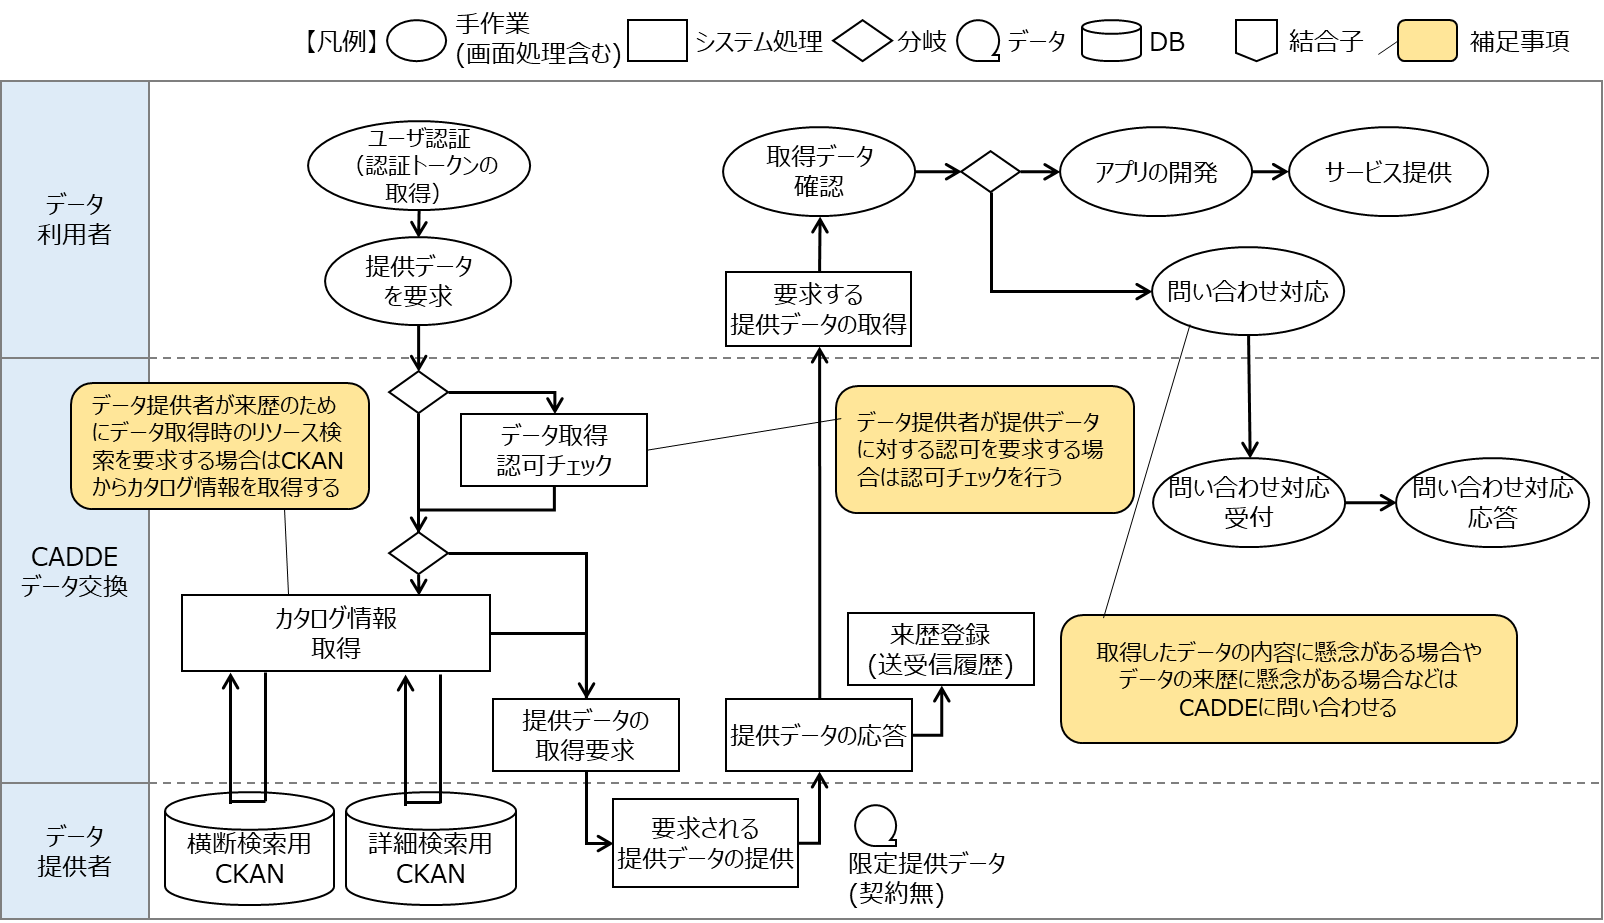 【凡例】
手作業
(画面処理含む)
システム処理
分岐
データ
DB
結合子
補足事項
データ
利用者
ユーザ認証
（認証トークンの
取得）
提供データ
を要求
取得データ
確認
アプリの開発
サービス提供
要求する
提供データの取得
問い合わせ対応
CADDE
データ交換
データ提供者が来歴のため
にデータ取得時のリソース検
索を要求する場合はCKAN
からカタログ情報を取得する
データ取得
認可チェック
データ提供者が提供データ
に対する認可を要求する場
合は認可チェックを行う
問い合わせ対応
受付
問い合わせ対応
応答
カタログ情報
取得
来歴登録
(送受信履歴)
取得したデータの内容に懸念がある場合や
データの来歴に懸念がある場合などは
CADDEに問い合わせる
提供データの
取得要求
提供データの応答
データ
提供者
横断検索用
CKAN
詳細検索用
CKAN
要求される
提供データの提供
限定提供データ
(契約無)